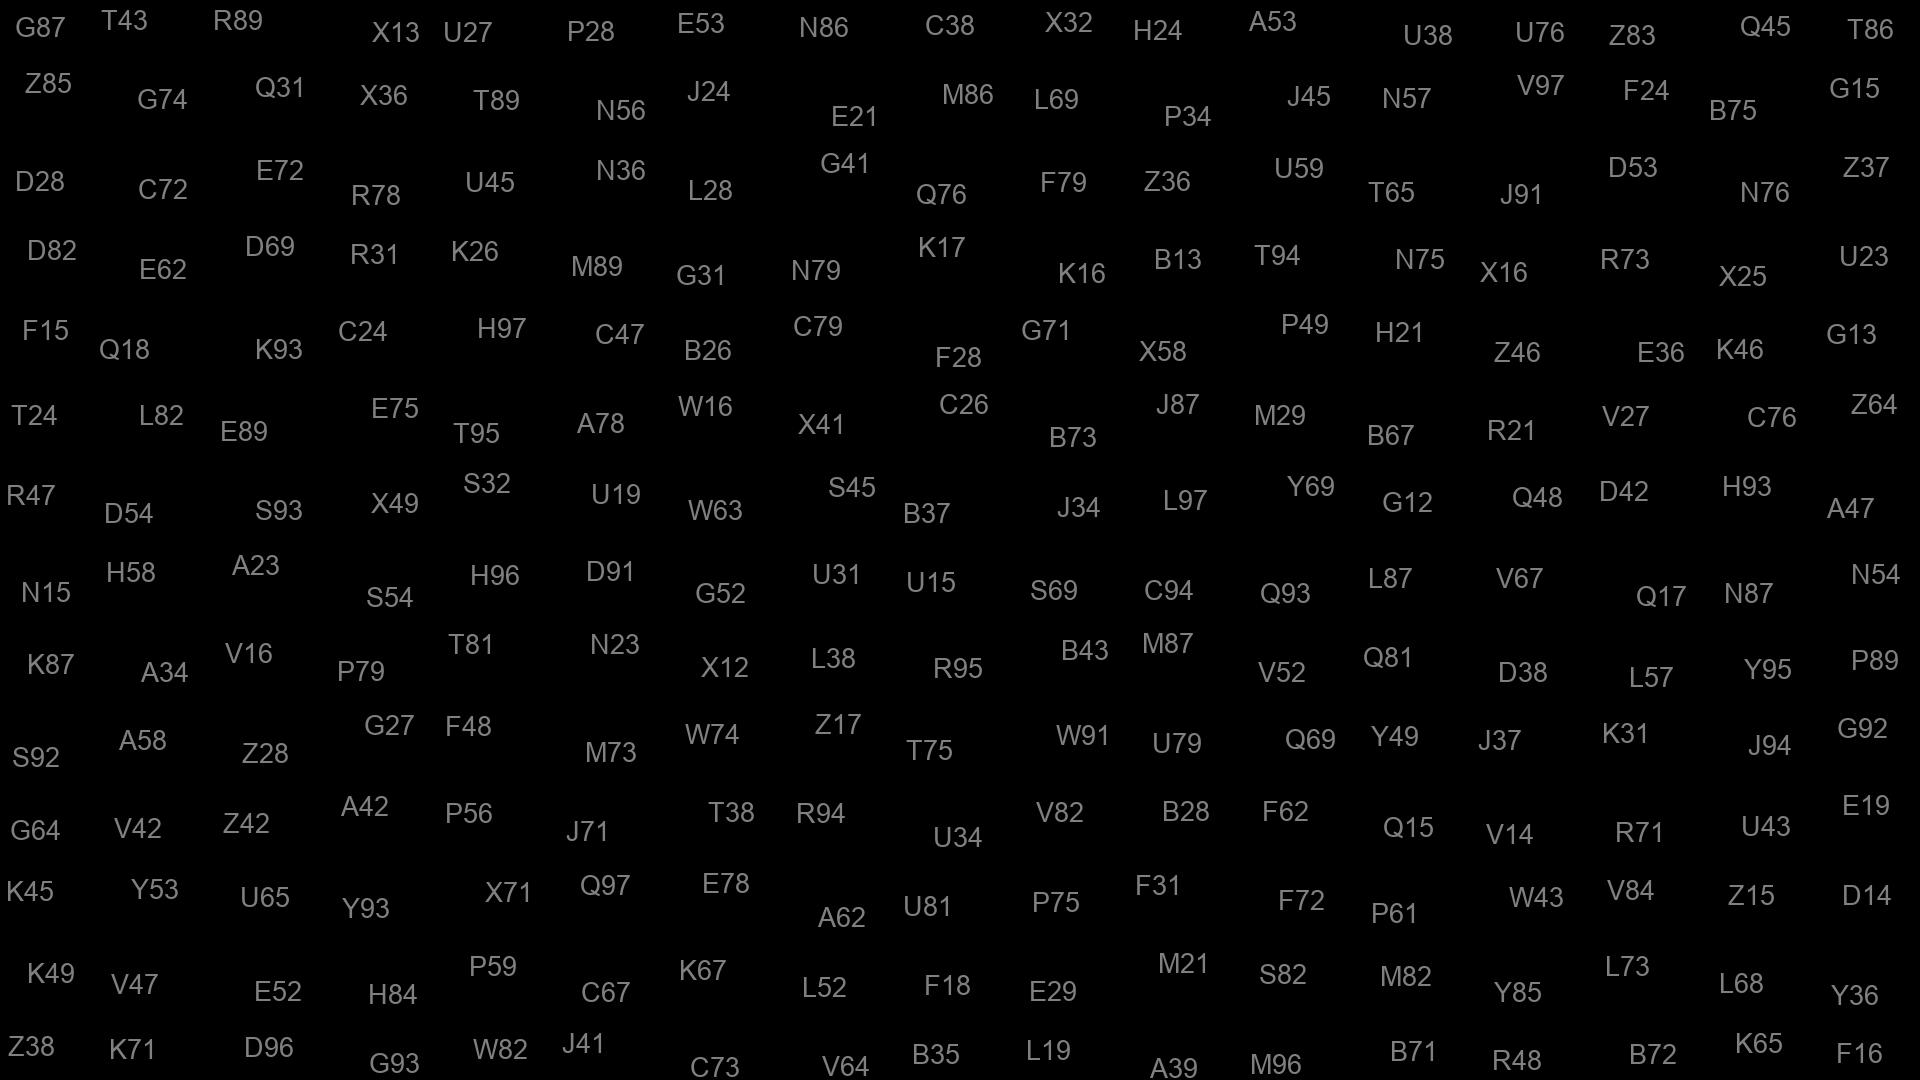 G87 T43 R89 X13 U27 P28 E53 N86 C38 X32 H24 A53 U38 U76 Z83 Q45 T86
Z85 G74 Q31 X36 T89 N56 J24 E21 M86 L69 P34 J45 N57 V97 F24 B75 G15
D28 C72 E72 R78 U45 N36 L28 G41 Q76 F79 Z36 U59 T65 J91 D53 N76 Z37
D82 E62 D69 R31 K26 M89 G31 N79 K17 K16 B13 T94 N75 X16 R73 X25 U23
F15 Q18 K93 C24 H97 C47 B26 C79 F28 G71 X58 P49 H21 Z46 E36 K46 G13
T24 L82 E89 E75 T95 A78 W16 X41 C26 B73 J87 M29 B67 R21 V27 C76 Z64
R47 D54 S93 X49 S32 U19 W63 S45 B37 J34 L97 Y69 G12 Q48 D42 H93 A47
N15 H58 A23 S54 H96 D91 G52 U31 U15 S69 C94 Q93 L87 V67 Q17 N87 N54
K87 A34 V16 P79 T81 N23 X12 L38 R95 B43 M87 V52 Q81 D38 L57 Y95 P89
S92 A58 Z28 G27 F48 M73 W74 Z17 T75 W91 U79 Q69 Y49 J37 K31 J94 G92
G64 V42 Z42 A42 P56 J71 T38 R94 U34 V82 B28 F62 Q15 V14 R71 U43 E19
K45 Y53 U65 Y93 X71 Q97 E78 A62 U81 P75 F31 F72 P61 W43 V84 Z15 D14
K49 V47 E52 H84 P59 C67 K67 L52 F18 E29 M21 S82 M82 Y85 L73 L68 Y36
Z38 K71 D96 G93 W82 J41 C73 V64 B35 L19 A39 M96 B71 R48 B72 K65 F16